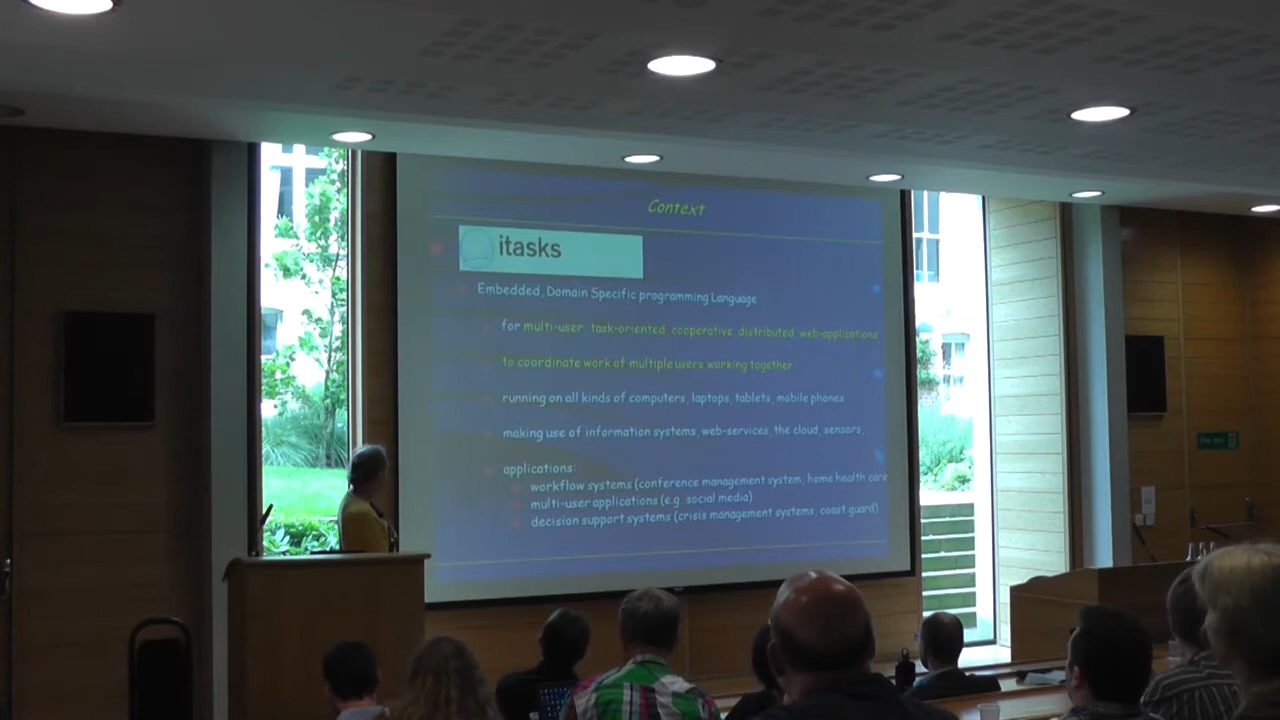 Context
itasks
Embedded, Domain Specific programming Language
for multi-user, task-oriented, cooperative, distributed, web-applications
to coordinate work of multiple users working together
running on all kinds of computers, laptops, tablets, mobile phones
making use of information systems, web-services, the cloud, sensors,
applications:
workflow systems (conference management system, home health care
multi-user applications (e.g. social media)
decision support systems (crisis management systems, coast guard)